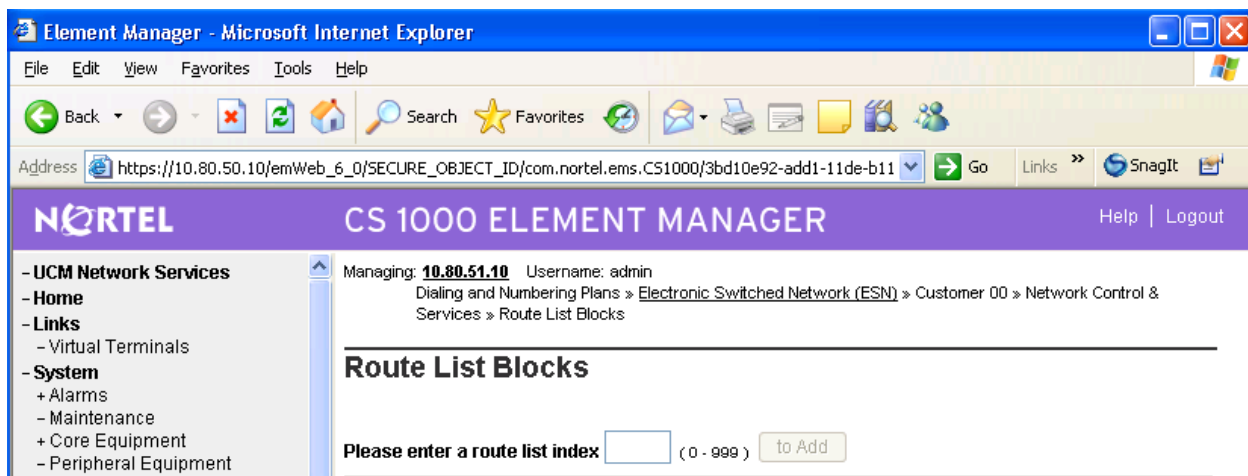 Element Manager - Microsoft Internet Explorer
File Edit View Favorites Tools Help
Back Search Favorites
Address https://10.80.50.10/emWeb_6_0/SECURE_OBJECT_ID/com.nortel.ems.CS1000/3bd10e92-add1-11de-b11 Go Links » SnagIt
NORTEL CS 1000 ELEMENT MANAGER Help | Logout
- UCM Network Services
- Home
- Links
- Virtual Terminals
- System
+ Alarms
- Maintenance
+ Core Equipment
- Peripheral Equipment
Managing: 10.80.51.10 Username: admin
Dialing and Numbering Plans » Electronic Switched Network (ESN) » Customer 00 » Network Control &
Services » Route List Blocks
Route List Blocks
Please enter a route list index ( 0 - 999 ) to Add